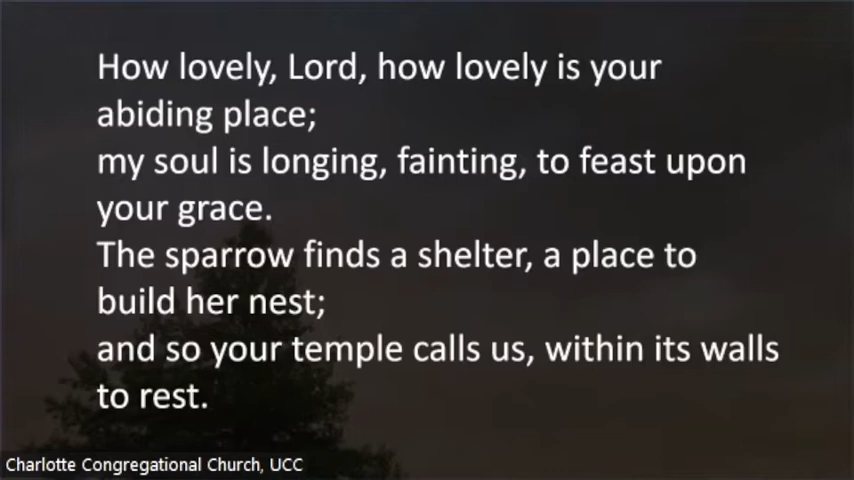 How lovely, Lord, how lovely is your
abiding place;
my soul is longing, fainting, to feast upon
your grace.
The sparrow finds a shelter, a place to
build her nest;
and so your temple calls us, within its walls
to rest.
Charlotte Congregational Church, UCC